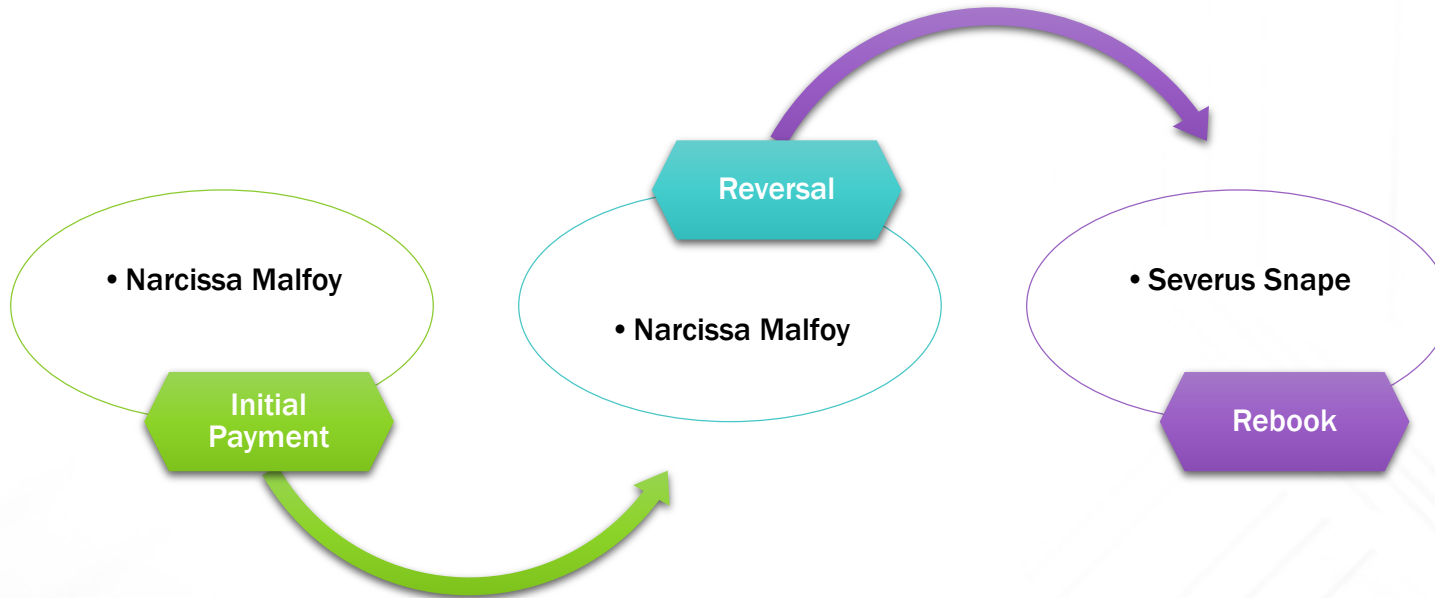 • Narcissa Malfoy
Initial
Payment
Reversal
• Narcissa Malfoy
• Severus Snape
Rebook